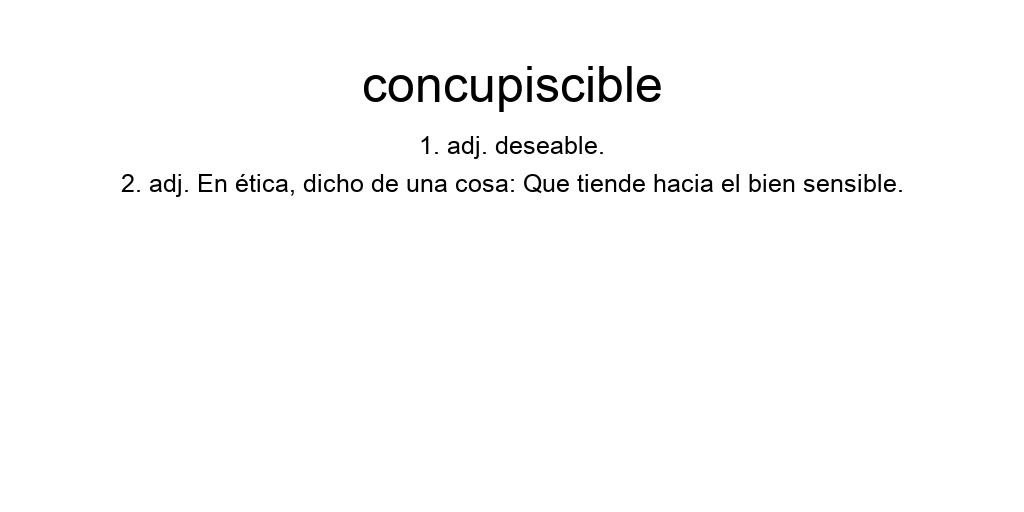 concupiscible
1. adj. deseable.
2. adj. En ética, dicho de una cosa: Que tiende hacia el bien sensible.